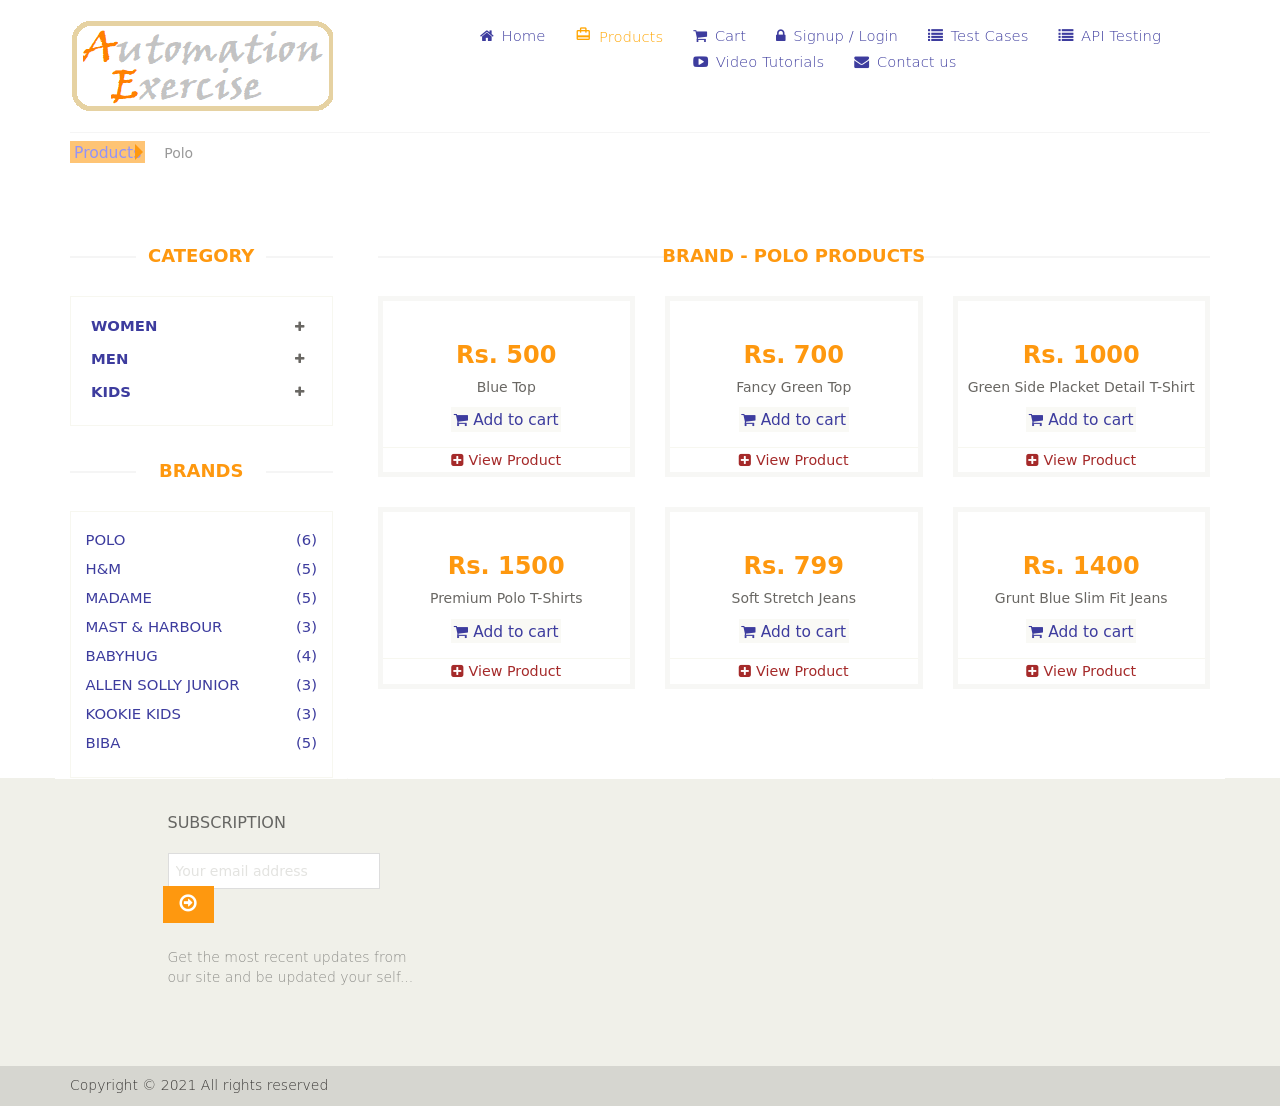 Automation
Exercise
Home
Products
Cart
Signup / Login
Test Cases
API Testing
Video Tutorials
Contact us
Products
Polo
CATEGORY
WOMEN
MEN
KIDS
BRANDS
POLO (6)
H&M (5)
MADAME (5)
MAST & HARBOUR (3)
BABYHUG (4)
ALLEN SOLLY JUNIOR (3)
KOOKIE KIDS (3)
BIBA (5)
BRAND - POLO PRODUCTS
Rs. 500
Blue Top
Add to cart
View Product
Rs. 700
Fancy Green Top
Add to cart
View Product
Rs. 1000
Green Side Placket Detail T-Shirt
Add to cart
View Product
Rs. 1500
Premium Polo T-Shirts
Add to cart
View Product
Rs. 799
Soft Stretch Jeans
Add to cart
View Product
Rs. 1400
Grunt Blue Slim Fit Jeans
Add to cart
View Product
SUBSCRIPTION
Your email address
Get the most recent updates from
our site and be updated your self...
Copyright © 2021 All rights reserved